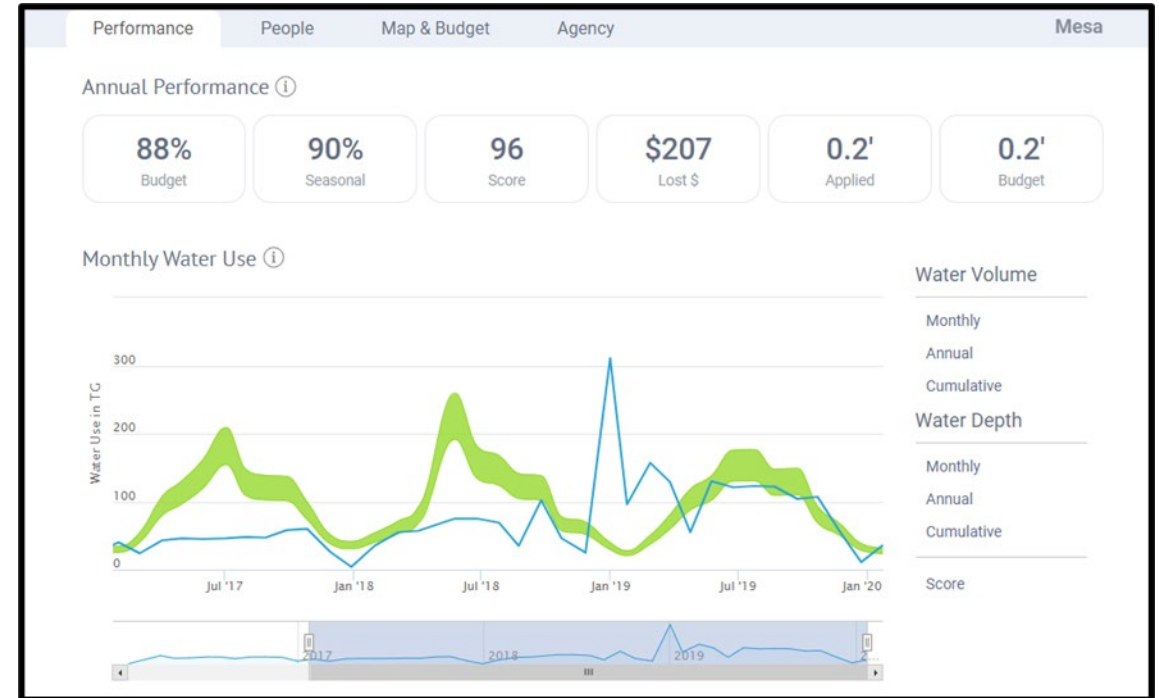 Performance People Map & Budget Agency Mesa
Annual Performance
88% 90% 96 $207 0.2' 0.2'
Budget Seasonal Score Lost $ Applied Budget
Monthly Water Use
Water Volume
Monthly
Annual
Cumulative
Water Depth
Monthly
Annual
Cumulative
Score
Water Use in TG
300
200
100
0
Jul '17 Jan '18 Jul '18 Jan '19 Jul '19 Jan '20
2017 2018 2019 2...